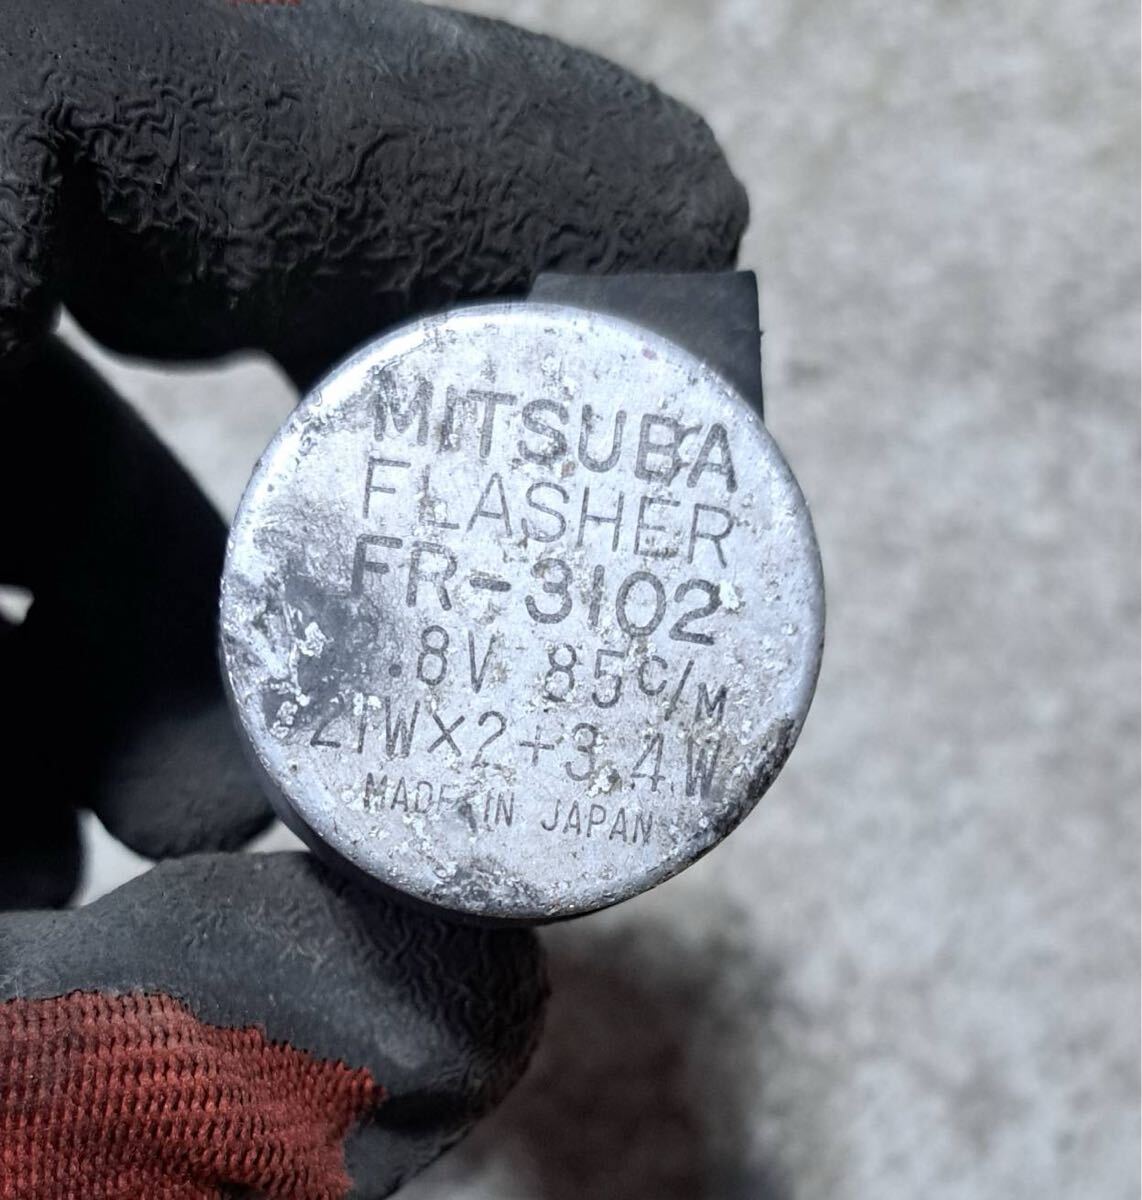 MITSUBA
FLASHER
FR-3102
.8V 85C/M
21W×2+3.4W
MADE IN JAPAN